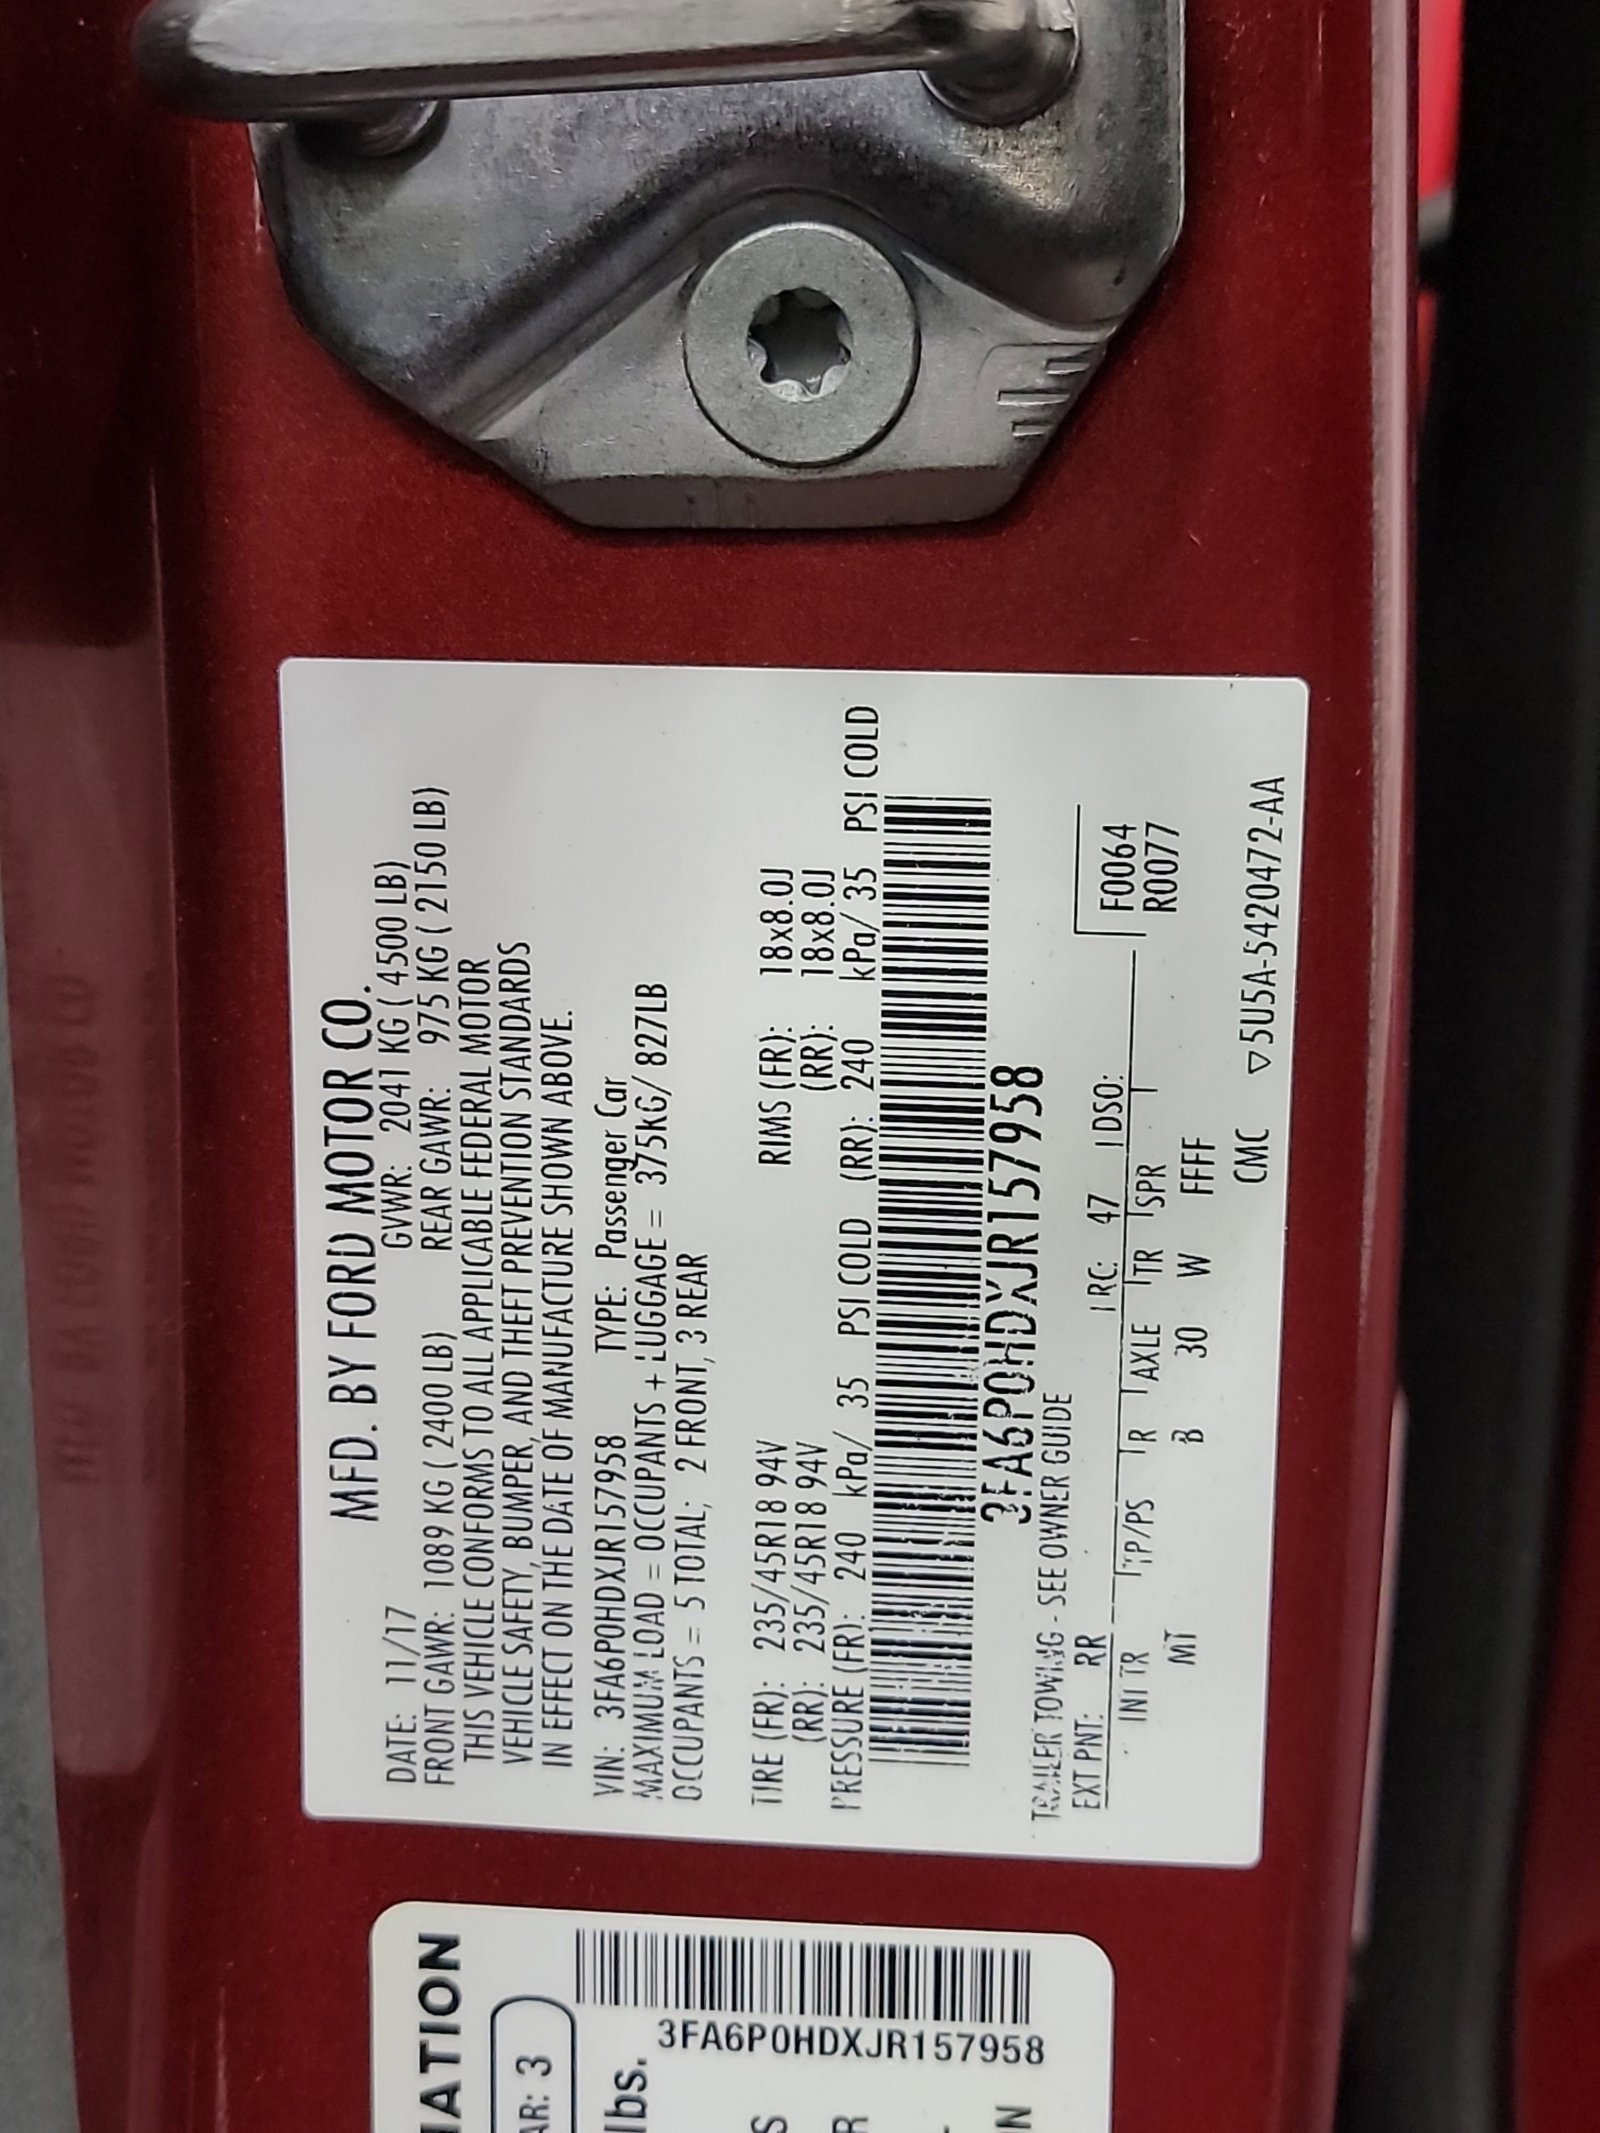 MFD. BY FORD MOTOR CO.
DATE: 11/17 GVWR: 2041 KG ( 4500 LB)
FRONT GAWR: 1089 KG ( 2400 LB) REAR GAWR: 975 KG ( 2150 LB)
THIS VEHICLE CONFORMS TO ALL APPLICABLE FEDERAL MOTOR
VEHICLE SAFETY, BUMPER, AND THEFT PREVENTION STANDARDS
IN EFFECT ON THE DATE OF MANUFACTURE SHOWN ABOVE.
VIN: 3FA6P0HDXJR157958 TYPE: Passenger Car
MAXIMUM LOAD = OCCUPANTS + LUGGAGE = 375kG/ 827LB
OCCUPANTS = 5 TOTAL; 2 FRONT, 3 REAR
TIRE (FR): 235/45R18 94V RIMS (FR): 18x8.0J
(RR): 235/45R18 94V (RR): 18x8.0J
PRESSURE (FR): 240 kPa/ 35 PSI COLD (RR): 240 kPa/ 35 PSI COLD
3FA6P0HDXJR157958
TRAILER TOWING - SEE OWNER GUIDE
EXT PNT: RR RC: 47 DSO:
F0064
R0077
INT TR TP/PS R AXLE TR SPR
MT B 30 W FFFF
CMC ▽5U5A-5420472-AA
AR: 3
lbs.
3FA6P0HDXJR157958